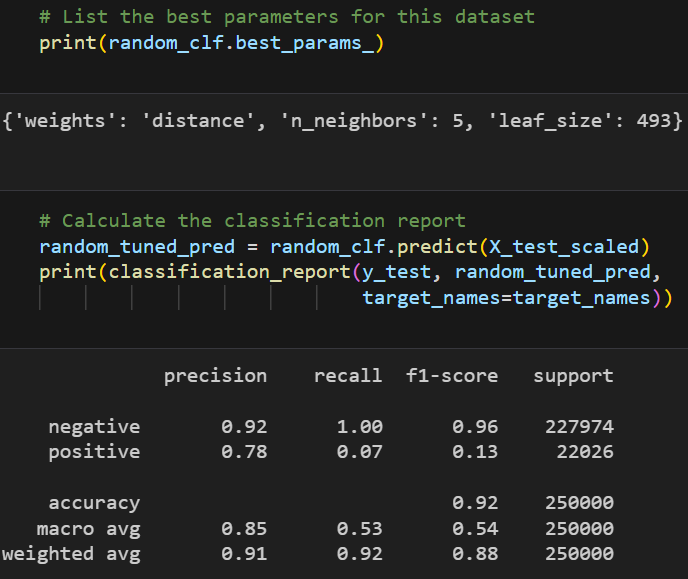 # List the best parameters for this dataset
print(random_clf.best_params_)
{'weights': 'distance', 'n_neighbors': 5, 'leaf_size': 493}
# Calculate the classification report
random_tuned_pred = random_clf.predict(X_test_scaled)
print(classification_report(y_test, random_tuned_pred,
target_names=target_names))
precision recall f1-score support
negative 0.92 1.00 0.96 227974
positive 0.78 0.07 0.13 22026
accuracy 0.92 250000
macro avg 0.85 0.53 0.54 250000
weighted avg 0.91 0.92 0.88 250000